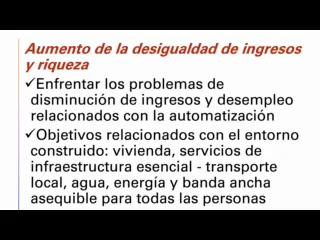 Aumento de la desigualdad de ingresos
y riqueza
✓Enfrentar los problemas de
disminución de ingresos y desempleo
relacionados con la automatización
✓Objetivos relacionados con el entorno
construido: vivienda, servicios de
infraestructura esencial - transporte
local, agua, energía y banda ancha
asequible para todas las personas